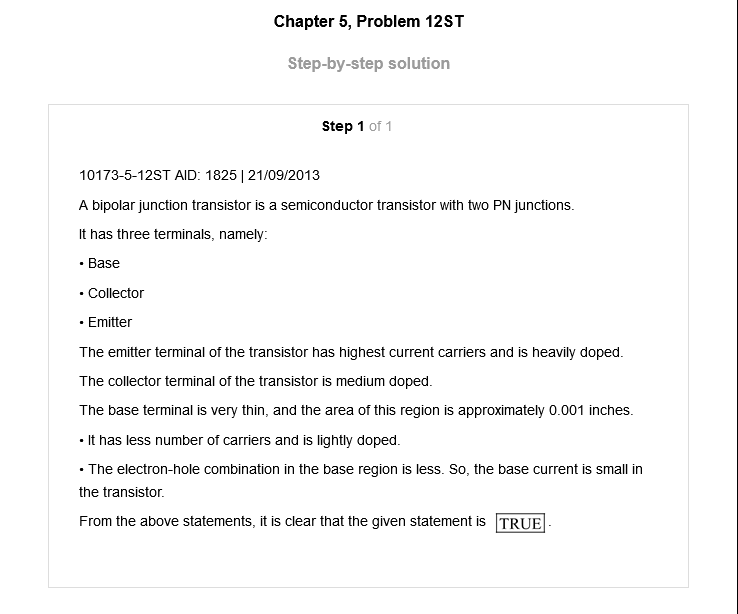 Chapter 5, Problem 12ST
Step-by-step solution
Step 1 of 1
10173-5-12ST AID: 1825 | 21/09/2013
A bipolar junction transistor is a semiconductor transistor with two PN junctions.
It has three terminals, namely:
• Base
• Collector
• Emitter
The emitter terminal of the transistor has highest current carriers and is heavily doped.
The collector terminal of the transistor is medium doped.
The base terminal is very thin, and the area of this region is approximately 0.001 inches.
• It has less number of carriers and is lightly doped.
• The electron-hole combination in the base region is less. So, the base current is small in
the transistor.
From the above statements, it is clear that the given statement is TRUE.